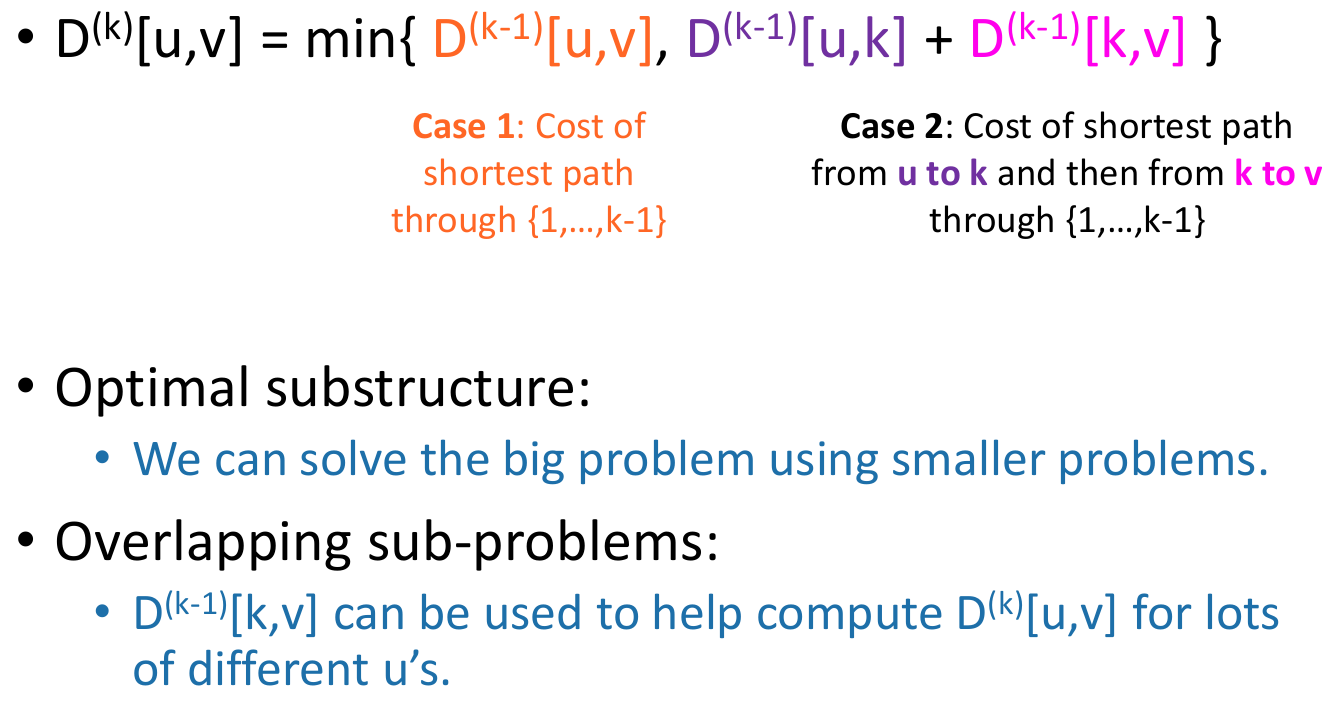 • D⁽ᵏ⁾[u,v] = min{ D⁽ᵏ⁻¹⁾[u,v], D⁽ᵏ⁻¹⁾[u,k] + D⁽ᵏ⁻¹⁾[k,v] }
Case 1: Cost of
shortest path
through {1,…,k-1}
Case 2: Cost of shortest path
from u to k and then from k to v
through {1,…,k-1}
• Optimal substructure:
• We can solve the big problem using smaller problems.
• Overlapping sub-problems:
• D⁽ᵏ⁻¹⁾[k,v] can be used to help compute D⁽ᵏ⁾[u,v] for lots
of different u’s.